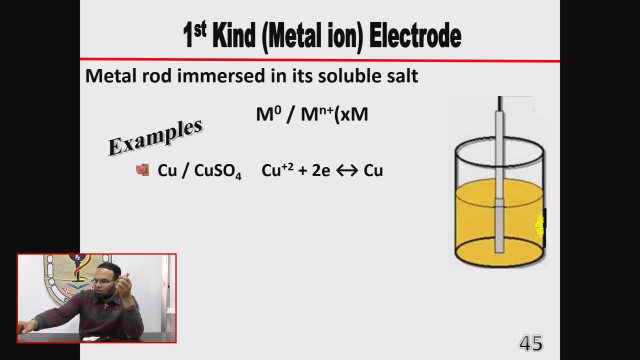 1st Kind (Metal ion) Electrode
Metal rod immersed in its soluble salt
M⁰ / Mⁿ⁺(xM
Examples
Cu / CuSO₄ Cu⁺² + 2e ↔ Cu
45